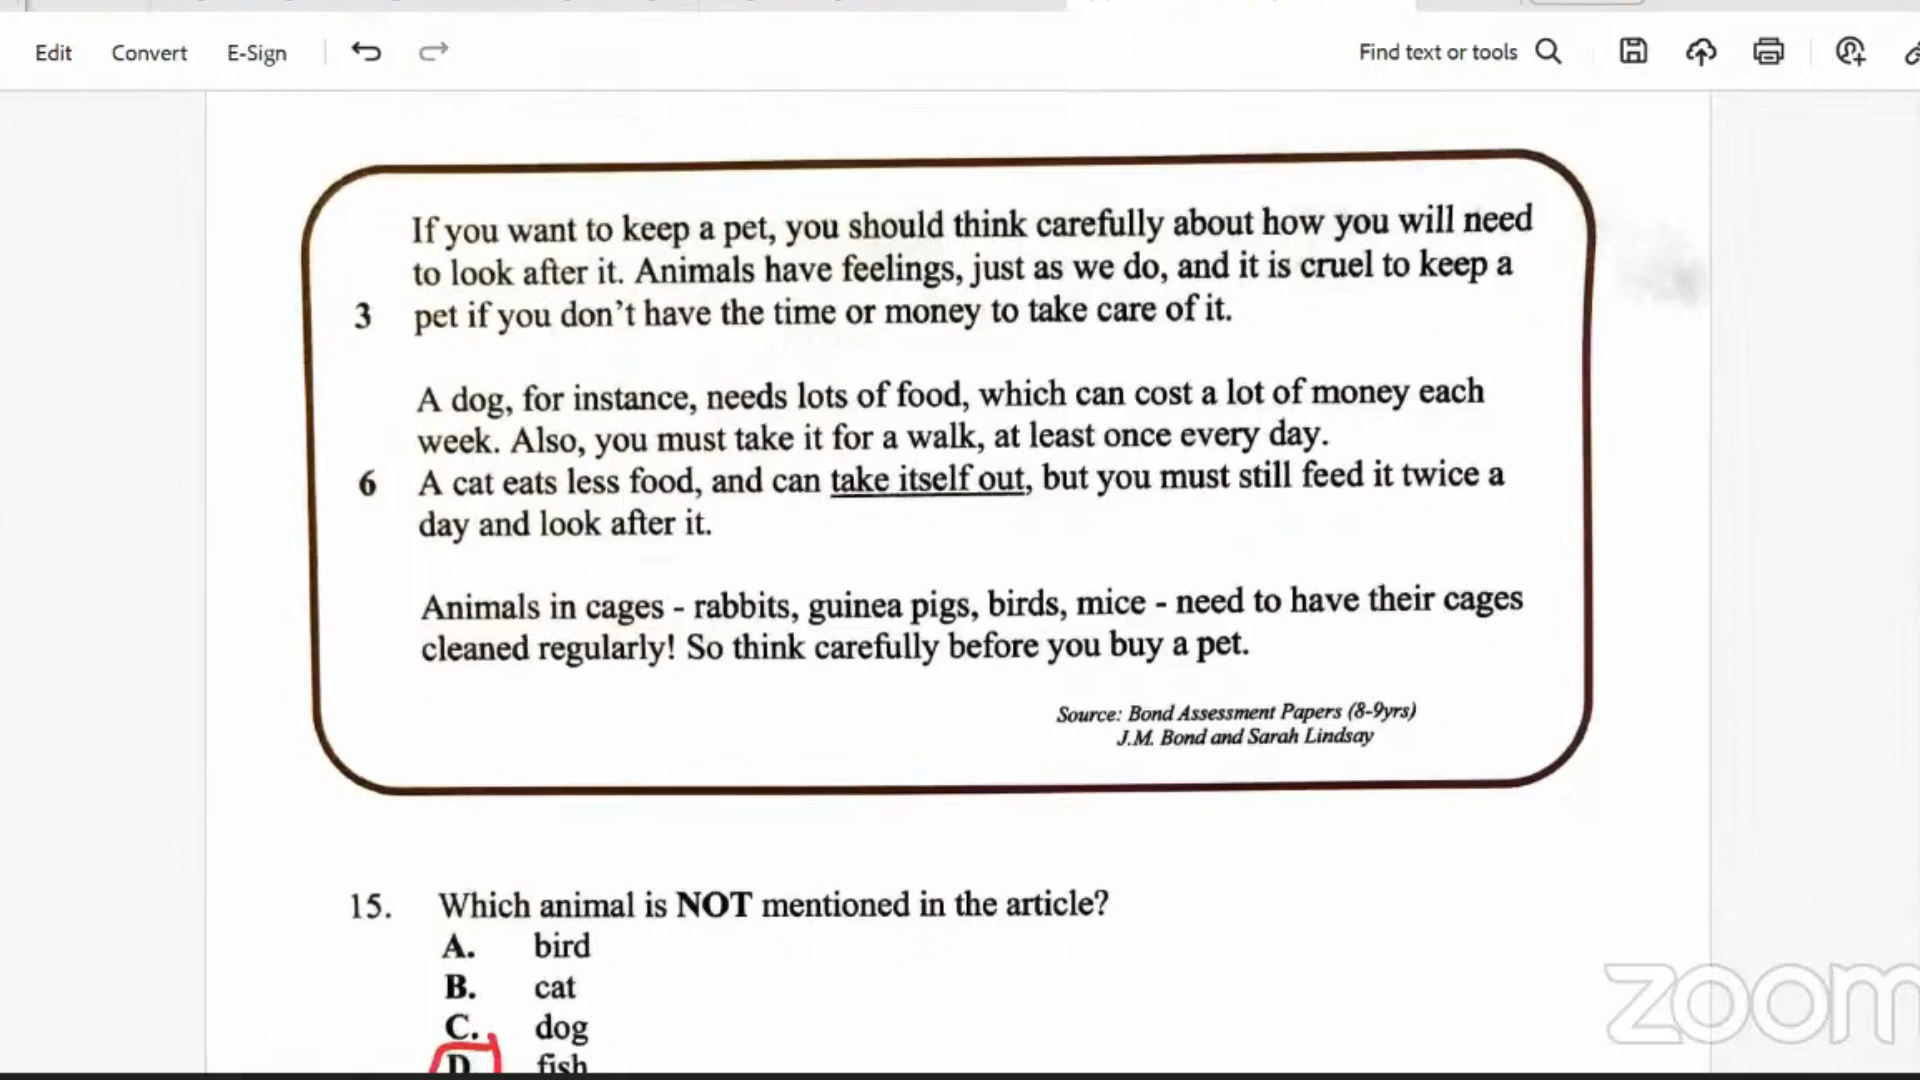 Edit Convert E-Sign Find text or tools
If you want to keep a pet, you should think carefully about how you will need
to look after it. Animals have feelings, just as we do, and it is cruel to keep a
3 pet if you don't have the time or money to take care of it.
A dog, for instance, needs lots of food, which can cost a lot of money each
week. Also, you must take it for a walk, at least once every day.
6 A cat eats less food, and can take itself out, but you must still feed it twice a
day and look after it.
Animals in cages - rabbits, guinea pigs, birds, mice - need to have their cages
cleaned regularly! So think carefully before you buy a pet.
Source: Bond Assessment Papers (8-9yrs)
J.M. Bond and Sarah Lindsay
15. Which animal is NOT mentioned in the article?
A. bird
B. cat
C. dog
D. fish
zoom